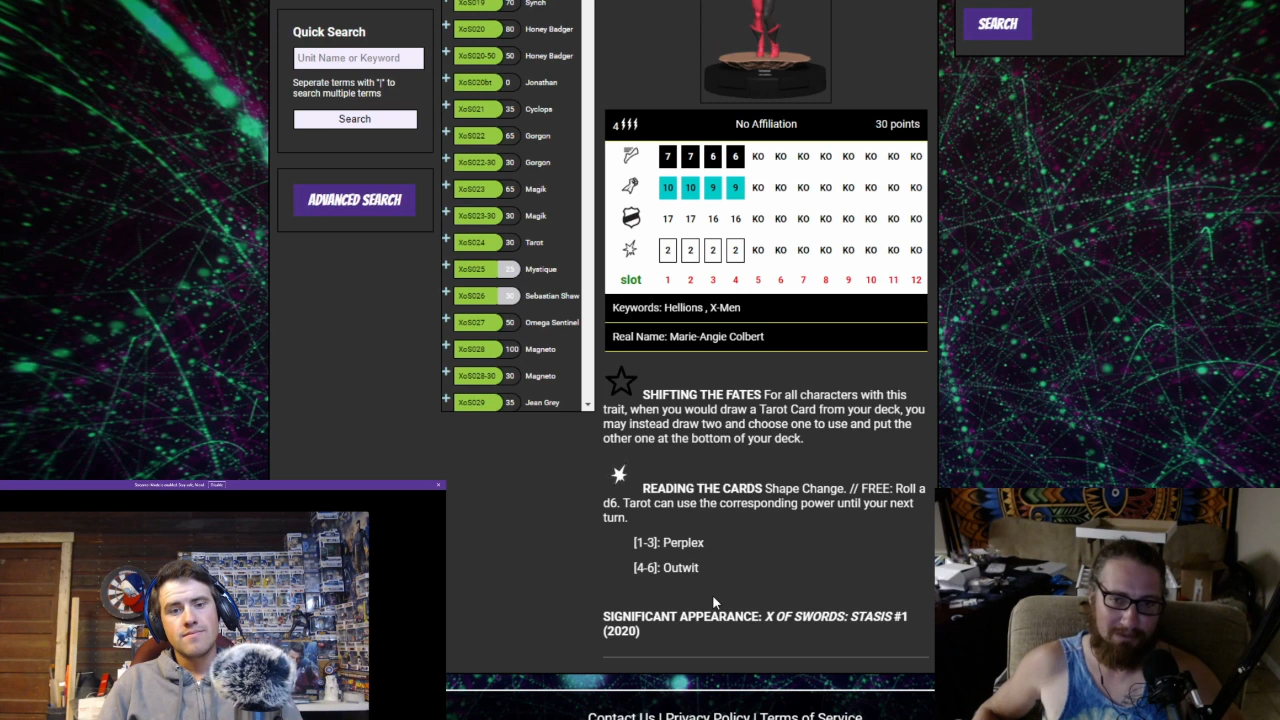 Quick Search
Unit Name or Keyword
Seperate terms with "|" to
search multiple terms
Search
ADVANCED SEARCH
XoS019 70 Synch
XoS020 80 Honey Badger
XoS020-50 50 Honey Badger
XoS020bt 0 Jonathan
XoS021 35 Cyclops
XoS022 65 Gorgon
XoS022-30 30 Gorgon
XoS023 65 Magik
XoS023-30 30 Magik
XoS024 30 Tarot
XoS025 25 Mystique
XoS026 30 Sebastian Shaw
XoS027 50 Omega Sentinel
XoS028 100 Magneto
XoS028-30 30 Magneto
XoS029 35 Jean Grey
4 No Affiliation 30 points
7 7 6 6 KO KO KO KO KO KO KO KO
10 10 9 9 KO KO KO KO KO KO KO KO
17 17 16 16 KO KO KO KO KO KO KO KO
2 2 2 2 KO KO KO KO KO KO KO KO
slot 1 2 3 4 5 6 7 8 9 10 11 12
Keywords: Hellions , X-Men
Real Name: Marie-Angie Colbert
SHIFTING THE FATES For all characters with this
trait, when you would draw a Tarot Card from your deck, you
may instead draw two and choose one to use and put the
other one at the bottom of your deck.
READING THE CARDS Shape Change. // FREE: Roll a
d6. Tarot can use the corresponding power until your next
turn.
[1-3]: Perplex
[4-6]: Outwit
SIGNIFICANT APPEARANCE: X OF SWORDS: STASIS #1
(2020)
Contact Us | Privacy Policy | Terms of Service
SEARCH
Disable